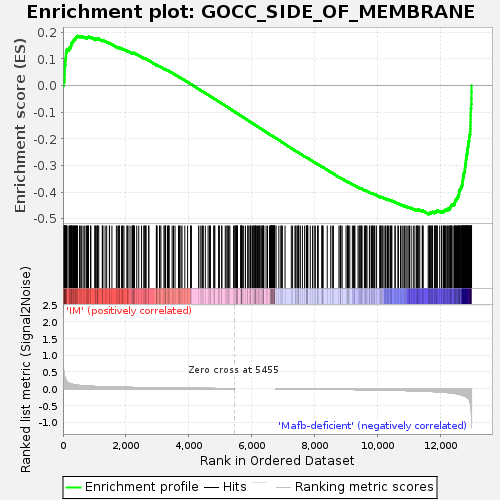 Enrichment plot: GOCC_SIDE_OF_MEMBRANE
Enrichment score (ES)
0.2
0.1
0.0
-0.1
-0.2
-0.3
-0.4
-0.5
'IM' (positively correlated)
Ranked list metric (Signal2Noise)
2.5
2.0
1.5
1.0
0.5
0.0
-0.5
-1.0
Zero cross at 5455
'Mafb-deficient' (negatively correlated)
0
2,000
4,000
6,000
8,000
10,000
12,000
Rank in Ordered Dataset
Enrichment profile
Hits
Ranking metric scores